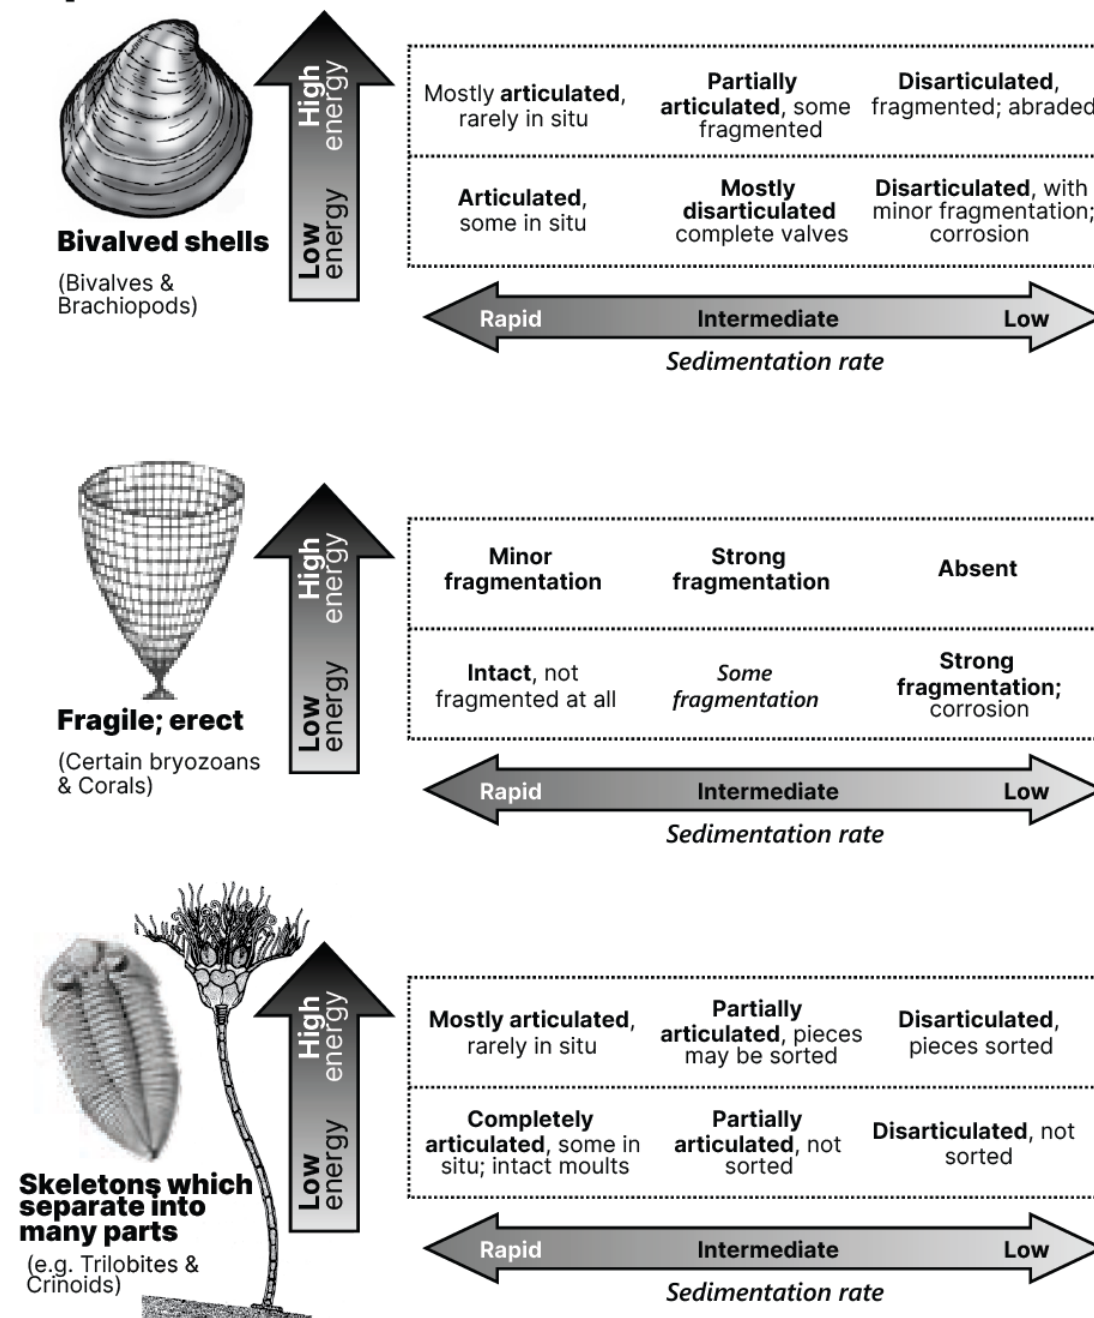 High
energy
Low
energy
Mostly articulated,
rarely in situ
Partially
articulated, some
fragmented
Disarticulated,
fragmented; abraded
Articulated,
some in situ
Mostly
disarticulated
complete valves
Disarticulated, with
minor fragmentation;
corrosion
Bivalved shells
(Bivalves &
Brachiopods)
Rapid
Intermediate
Low
Sedimentation rate
High
energy
Low
energy
Minor
fragmentation
Strong
fragmentation
Absent
Intact, not
fragmented at all
Some
fragmentation
Strong
fragmentation;
corrosion
Fragile; erect
(Certain bryozoans
& Corals)
Rapid
Intermediate
Low
Sedimentation rate
High
energy
Low
energy
Mostly articulated,
rarely in situ
Partially
articulated, pieces
may be sorted
Disarticulated,
pieces sorted
Completely
articulated, some in
situ; intact moults
Partially
articulated, not
sorted
Disarticulated, not
sorted
Skeletons which
separate into
many parts
(e.g. Trilobites &
Crinoids)
Rapid
Intermediate
Low
Sedimentation rate